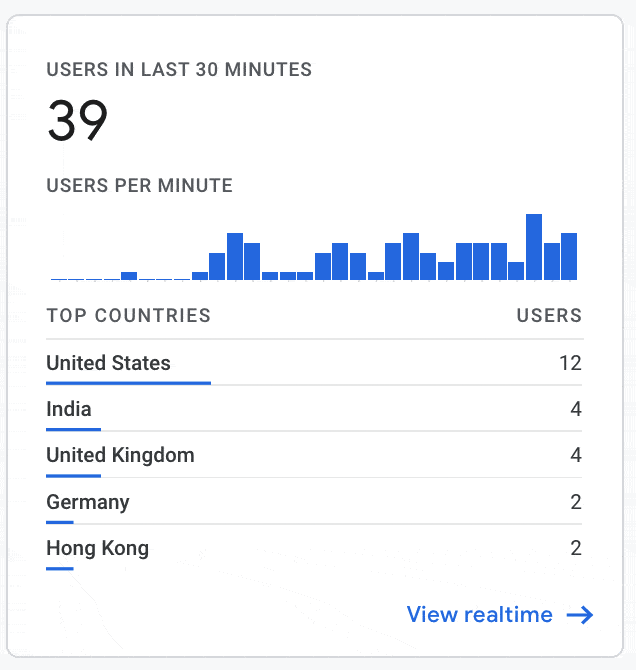 USERS IN LAST 30 MINUTES
39
USERS PER MINUTE
TOP COUNTRIES USERS
United States 12
India 4
United Kingdom 4
Germany 2
Hong Kong 2
View realtime →